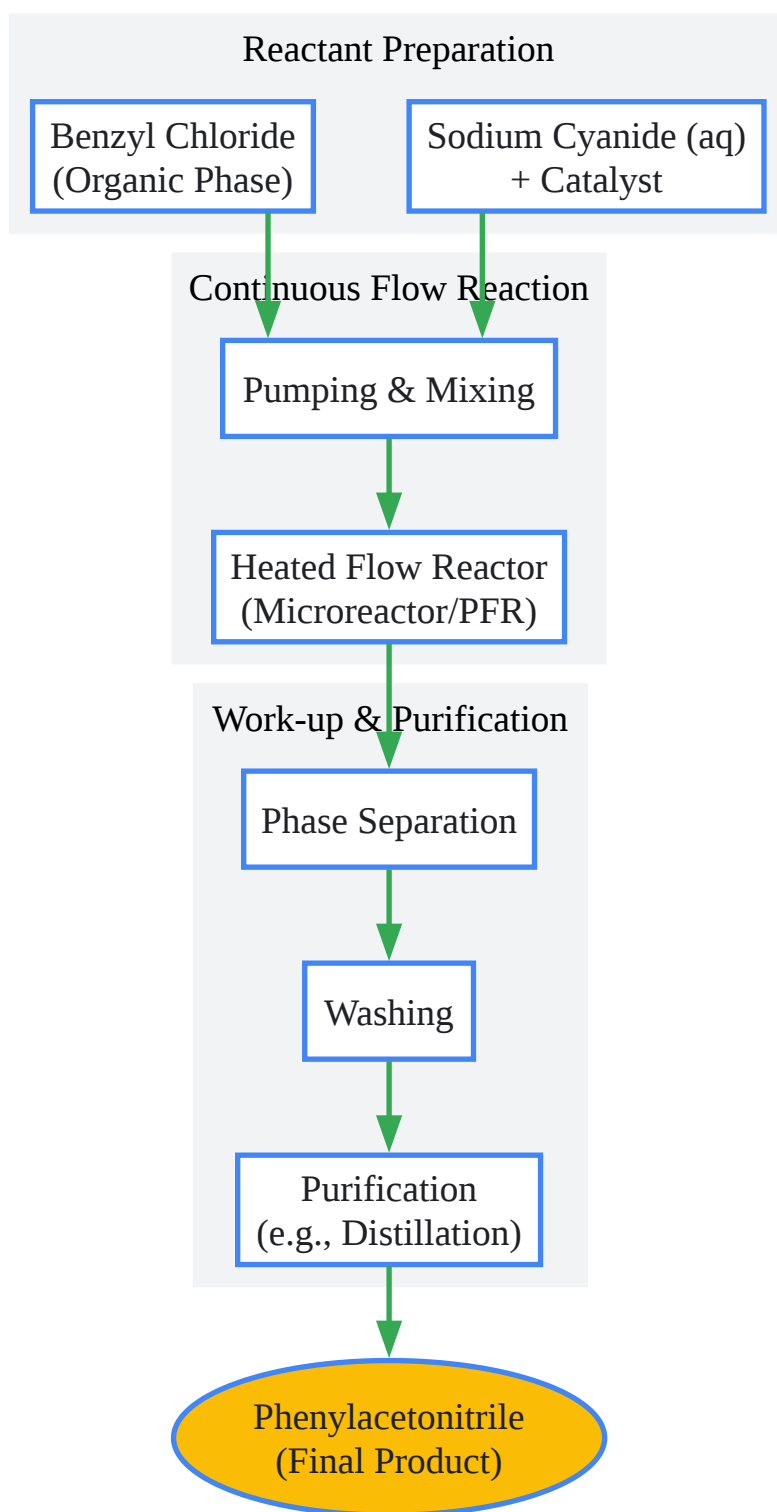 Reactant Preparation
Benzyl Chloride
(Organic Phase)
Sodium Cyanide (aq)
+ Catalyst
Continuous Flow Reaction
Pumping & Mixing
Heated Flow Reactor
(Microreactor/PFR)
Work-up & Purification
Phase Separation
Washing
Purification
(e.g., Distillation)
Phenylacetonitrile
(Final Product)